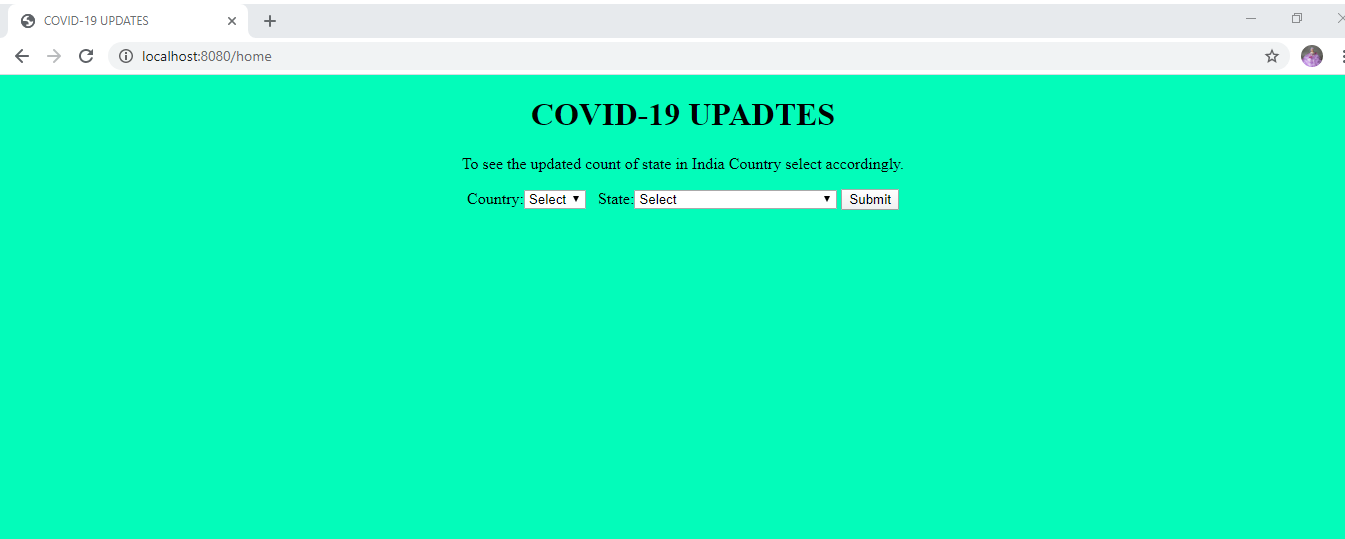 COVID-19 UPDATES
localhost:8080/home
COVID-19 UPADTES
To see the updated count of state in India Country select accordingly.
Country: Select State: Select Submit